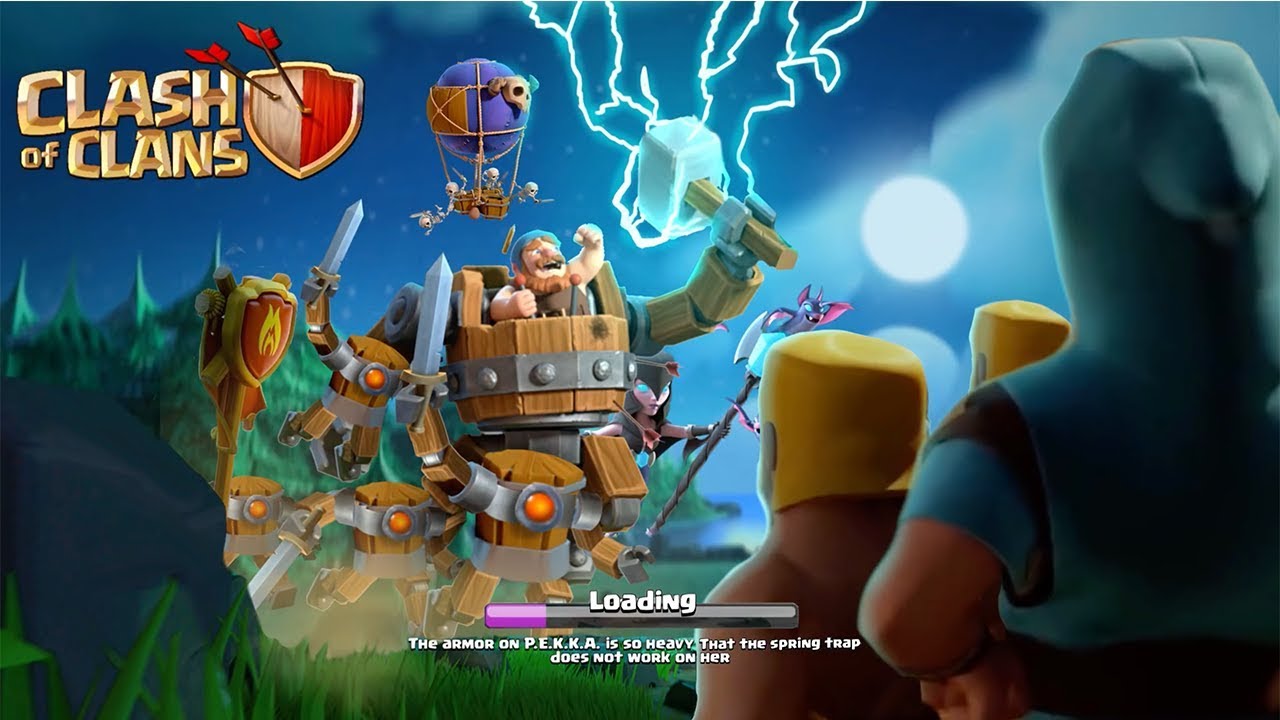 CLASH
OF CLANS
Loading
The armor on P.E.K.K.A. is so heavy, that the spring trap
does not work on her